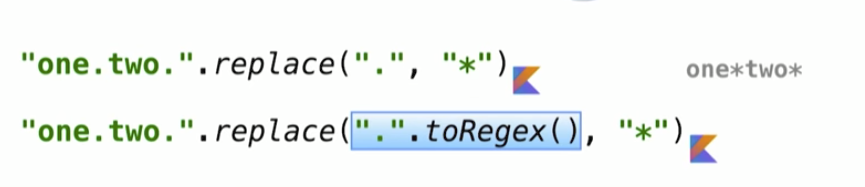 "one.two.".replace(".", "*") one*two*
"one.two.".replace(".".toRegex(), "*")